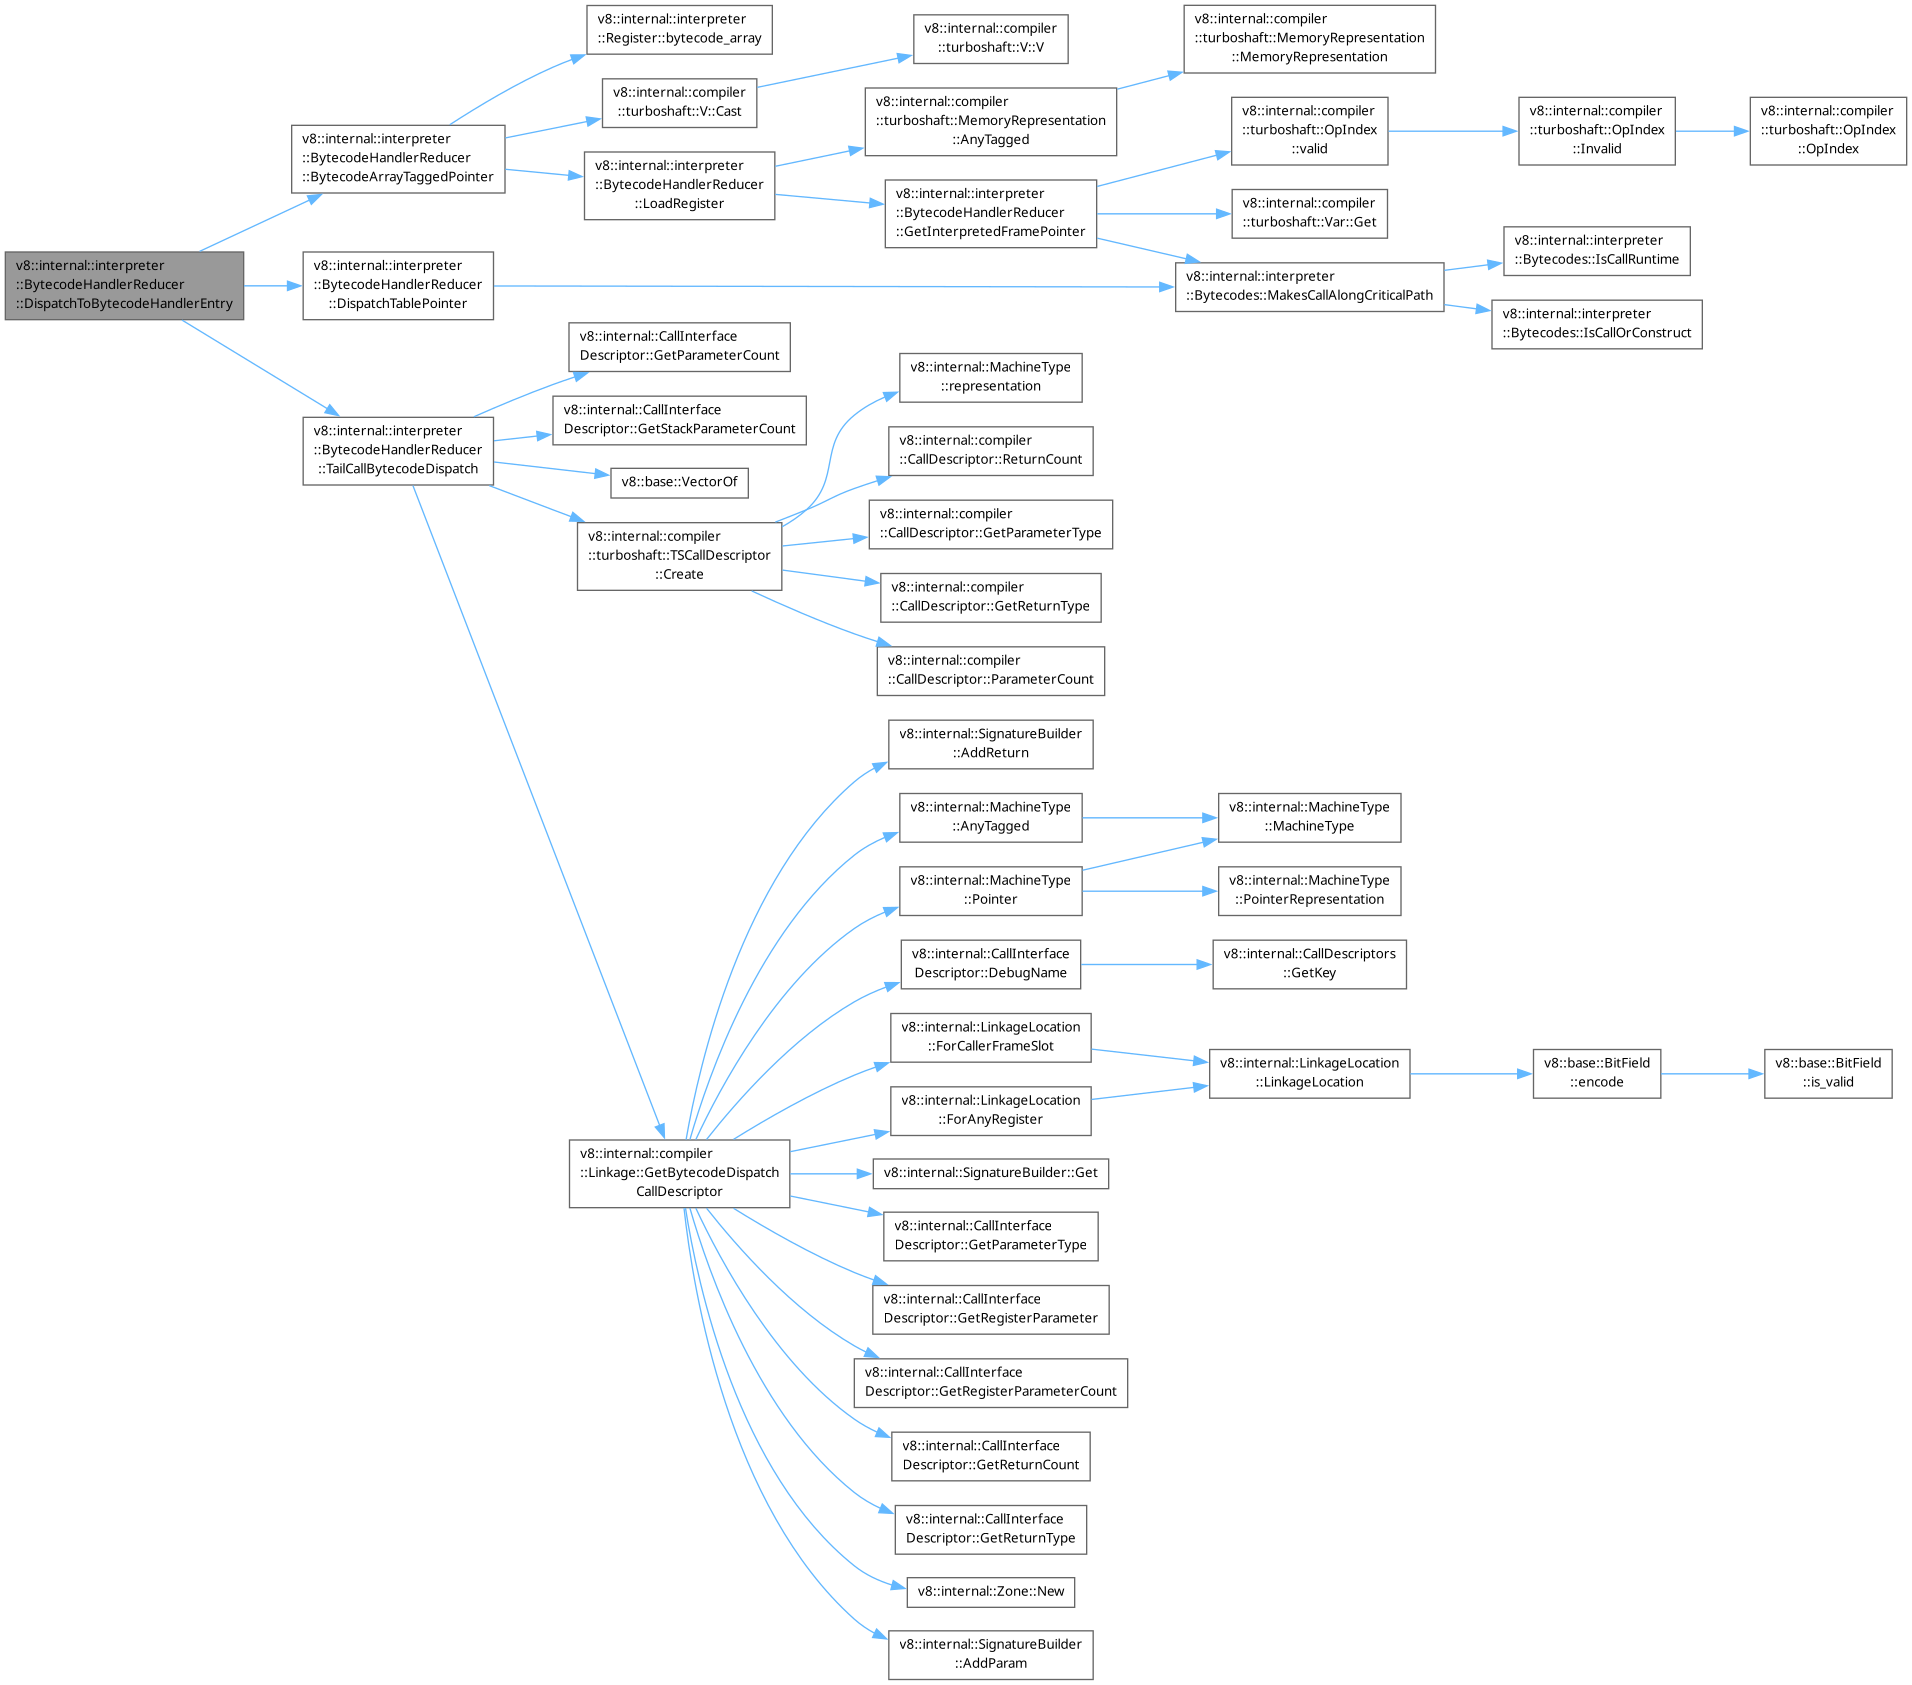 v8::internal::interpreter
::BytecodeHandlerReducer
::DispatchToBytecodeHandlerEntry
v8::internal::interpreter
::BytecodeHandlerReducer
::BytecodeArrayTaggedPointer
v8::internal::interpreter
::Register::bytecode_array
v8::internal::compiler
::turboshaft::V::Cast
v8::internal::compiler
::turboshaft::V::V
v8::internal::interpreter
::BytecodeHandlerReducer
::LoadRegister
v8::internal::compiler
::turboshaft::MemoryRepresentation
::AnyTagged
v8::internal::compiler
::turboshaft::MemoryRepresentation
::MemoryRepresentation
v8::internal::interpreter
::BytecodeHandlerReducer
::GetInterpretedFramePointer
v8::internal::compiler
::turboshaft::OpIndex
::valid
v8::internal::compiler
::turboshaft::OpIndex
::Invalid
v8::internal::compiler
::turboshaft::OpIndex
::OpIndex
v8::internal::compiler
::turboshaft::Var::Get
v8::internal::interpreter
::Bytecodes::MakesCallAlongCriticalPath
v8::internal::interpreter
::Bytecodes::IsCallRuntime
v8::internal::interpreter
::Bytecodes::IsCallOrConstruct
v8::internal::interpreter
::BytecodeHandlerReducer
::DispatchTablePointer
v8::internal::interpreter
::BytecodeHandlerReducer
::TailCallBytecodeDispatch
v8::internal::CallInterface
Descriptor::GetParameterCount
v8::internal::CallInterface
Descriptor::GetStackParameterCount
v8::base::VectorOf
v8::internal::compiler
::turboshaft::TSCallDescriptor
::Create
v8::internal::MachineType
::representation
v8::internal::compiler
::CallDescriptor::ReturnCount
v8::internal::compiler
::CallDescriptor::GetParameterType
v8::internal::compiler
::CallDescriptor::GetReturnType
v8::internal::compiler
::CallDescriptor::ParameterCount
v8::internal::compiler
::Linkage::GetBytecodeDispatch
CallDescriptor
v8::internal::SignatureBuilder
::AddReturn
v8::internal::MachineType
::AnyTagged
v8::internal::MachineType
::MachineType
v8::internal::MachineType
::Pointer
v8::internal::MachineType
::PointerRepresentation
v8::internal::CallInterface
Descriptor::DebugName
v8::internal::CallDescriptors
::GetKey
v8::internal::LinkageLocation
::ForCallerFrameSlot
v8::internal::LinkageLocation
::ForAnyRegister
v8::internal::LinkageLocation
::LinkageLocation
v8::base::BitField
::encode
v8::base::BitField
::is_valid
v8::internal::SignatureBuilder::Get
v8::internal::CallInterface
Descriptor::GetParameterType
v8::internal::CallInterface
Descriptor::GetRegisterParameter
v8::internal::CallInterface
Descriptor::GetRegisterParameterCount
v8::internal::CallInterface
Descriptor::GetReturnCount
v8::internal::CallInterface
Descriptor::GetReturnType
v8::internal::Zone::New
v8::internal::SignatureBuilder
::AddParam